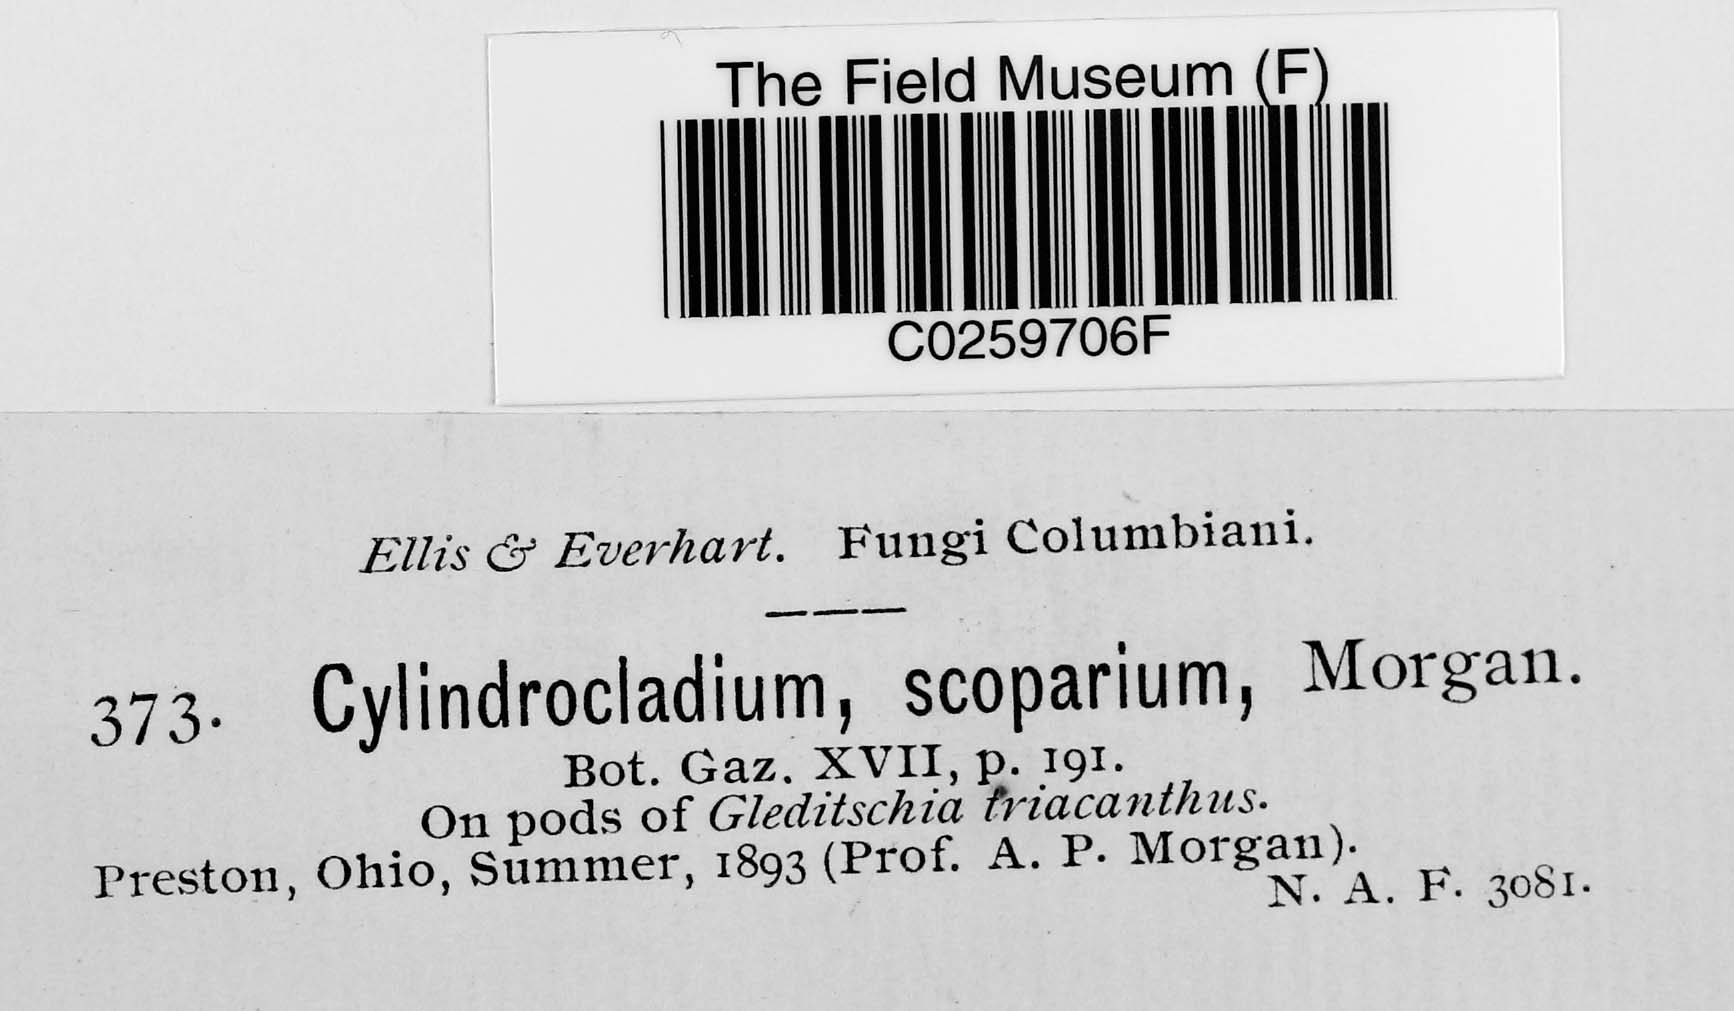 The Field Museum (F)
C0259706F
Ellis & Everhart. Fungi Columbiani.
373. Cylindrocladium, scoparium, Morgan.
Bot. Gaz. XVII, p. 191.
On pods of Gleditschia triacanthus.
Preston, Ohio, Summer, 1893 (Prof. A. P. Morgan).
N. A. F. 3081.